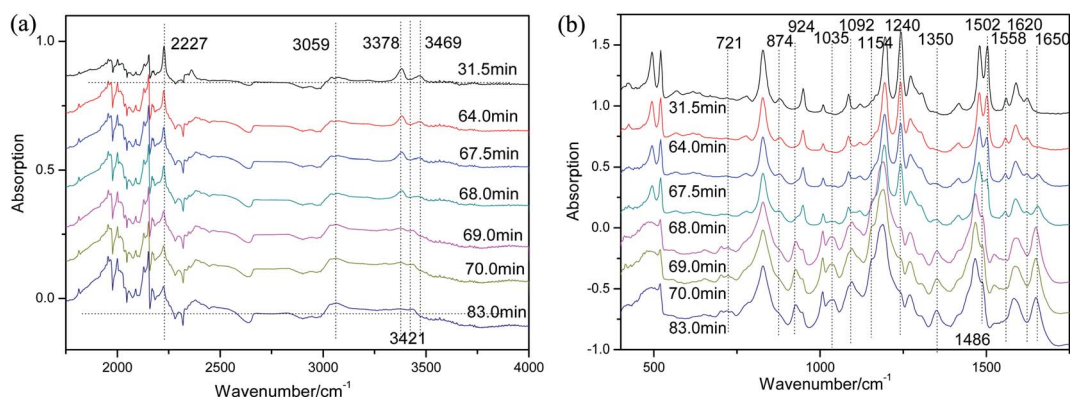 (a)
1.0
0.5
0.0
Absorption
2227
3059
3378
3469
31.5min
64.0min
67.5min
68.0min
69.0min
70.0min
83.0min
3421
2000
2500
3000
3500
4000
Wavenumber/cm-1
(b)
1.5
1.0
0.5
0.0
-0.5
-1.0
Absorption
721
874
924
1035
1092
1154
1240
1350
1502
1558
1620
1650
31.5min
64.0min
67.5min
68.0min
69.0min
70.0min
83.0min
1486
500
1000
1500
Wavenumber/cm-1